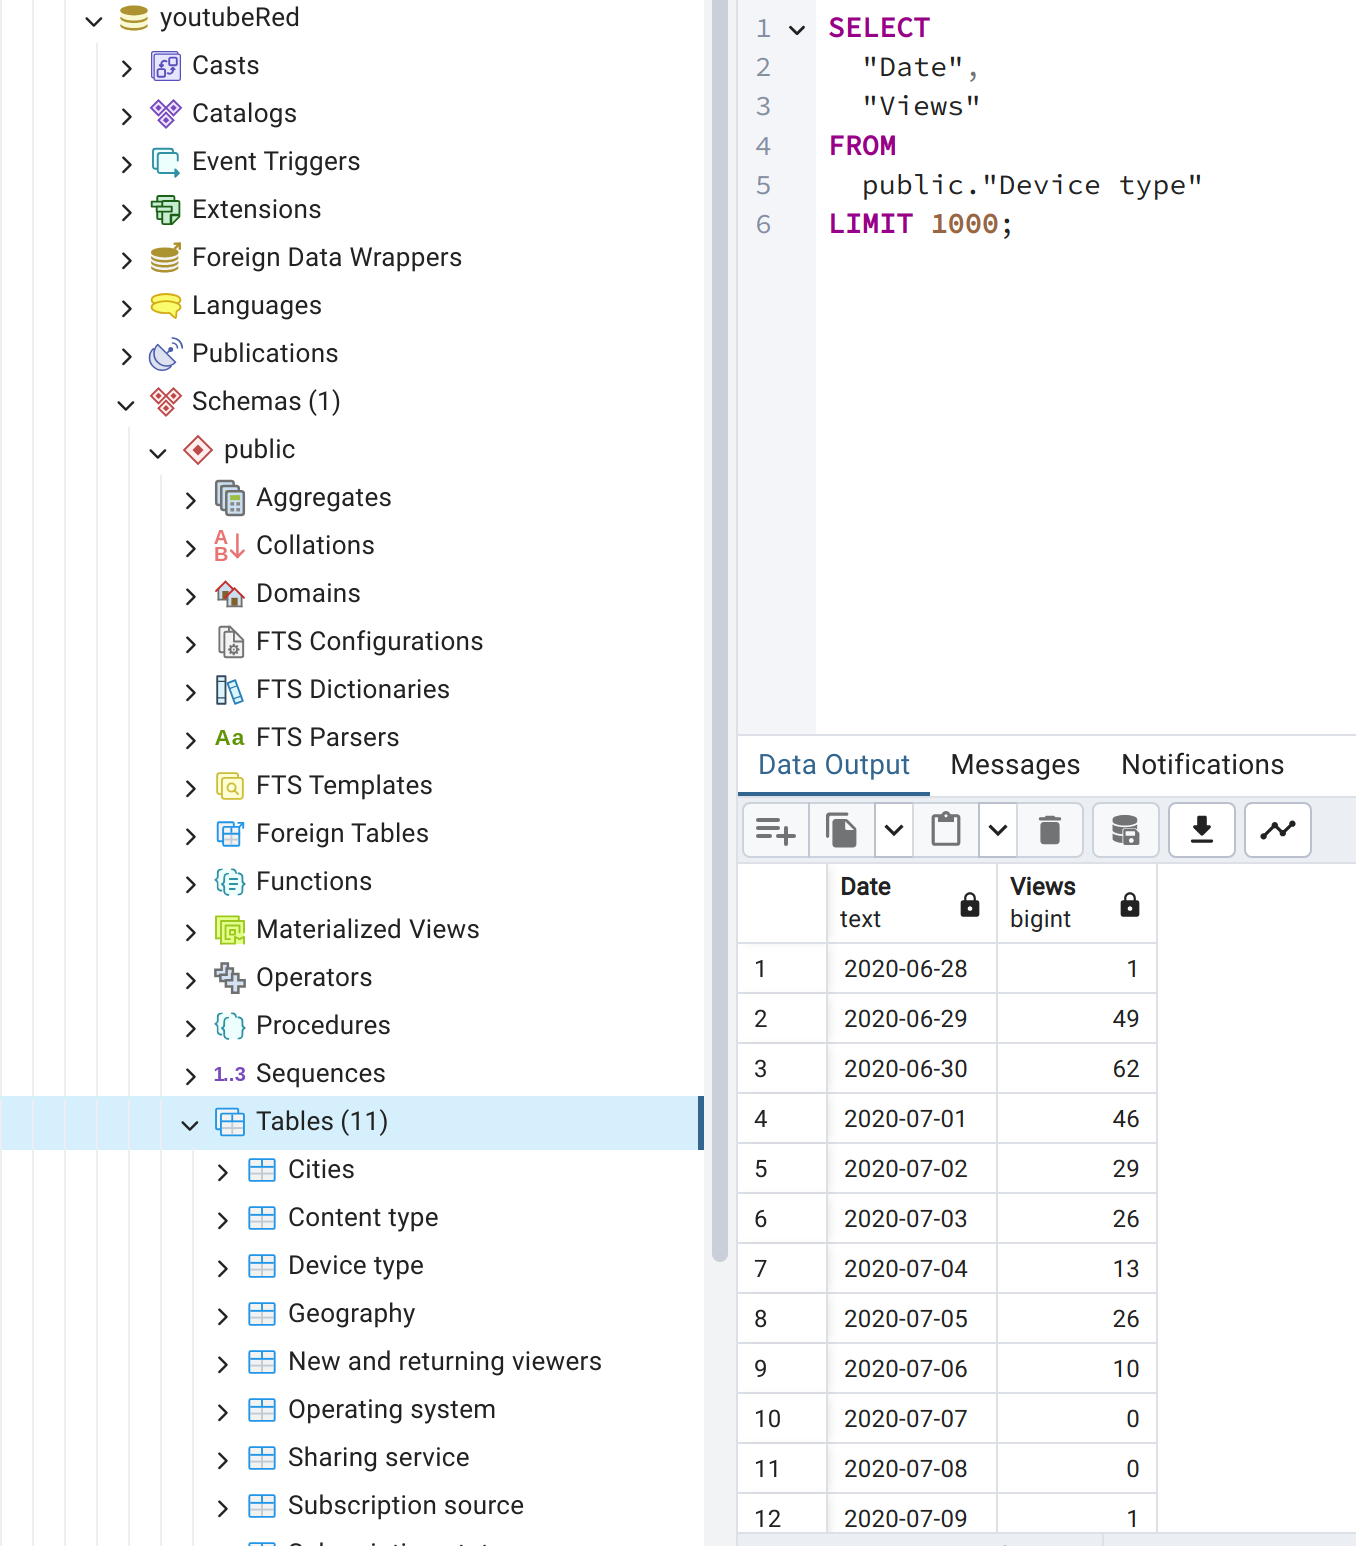 youtubeRed
Casts
Catalogs
Event Triggers
Extensions
Foreign Data Wrappers
Languages
Publications
Schemas (1)
public
Aggregates
A
B
Collations
Domains
FTS Configurations
FTS Dictionaries
Aa FTS Parsers
FTS Templates
Foreign Tables
Functions
Materialized Views
Operators
Procedures
1..3 Sequences
Tables (11)
Cities
Content type
Device type
Geography
New and returning viewers
Operating system
Sharing service
Subscription source
1 SELECT
2 "Date",
3 "Views"
4 FROM
5 public."Device type"
6 LIMIT 1000;
Data Output Messages Notifications
Date Views
text bigint
1 2020-06-28 1
2 2020-06-29 49
3 2020-06-30 62
4 2020-07-01 46
5 2020-07-02 29
6 2020-07-03 26
7 2020-07-04 13
8 2020-07-05 26
9 2020-07-06 10
10 2020-07-07 0
11 2020-07-08 0
12 2020-07-09 1